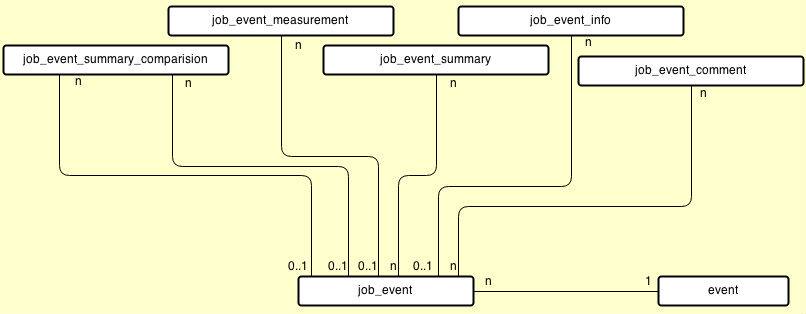 job_event_measurement
job_event_info
n
n
job_event_summary_comparision
job_event_summary
job_event_comment
n
n
n
n
0..1
0..1
0..1
n
0..1
n
job_event
n
1
event